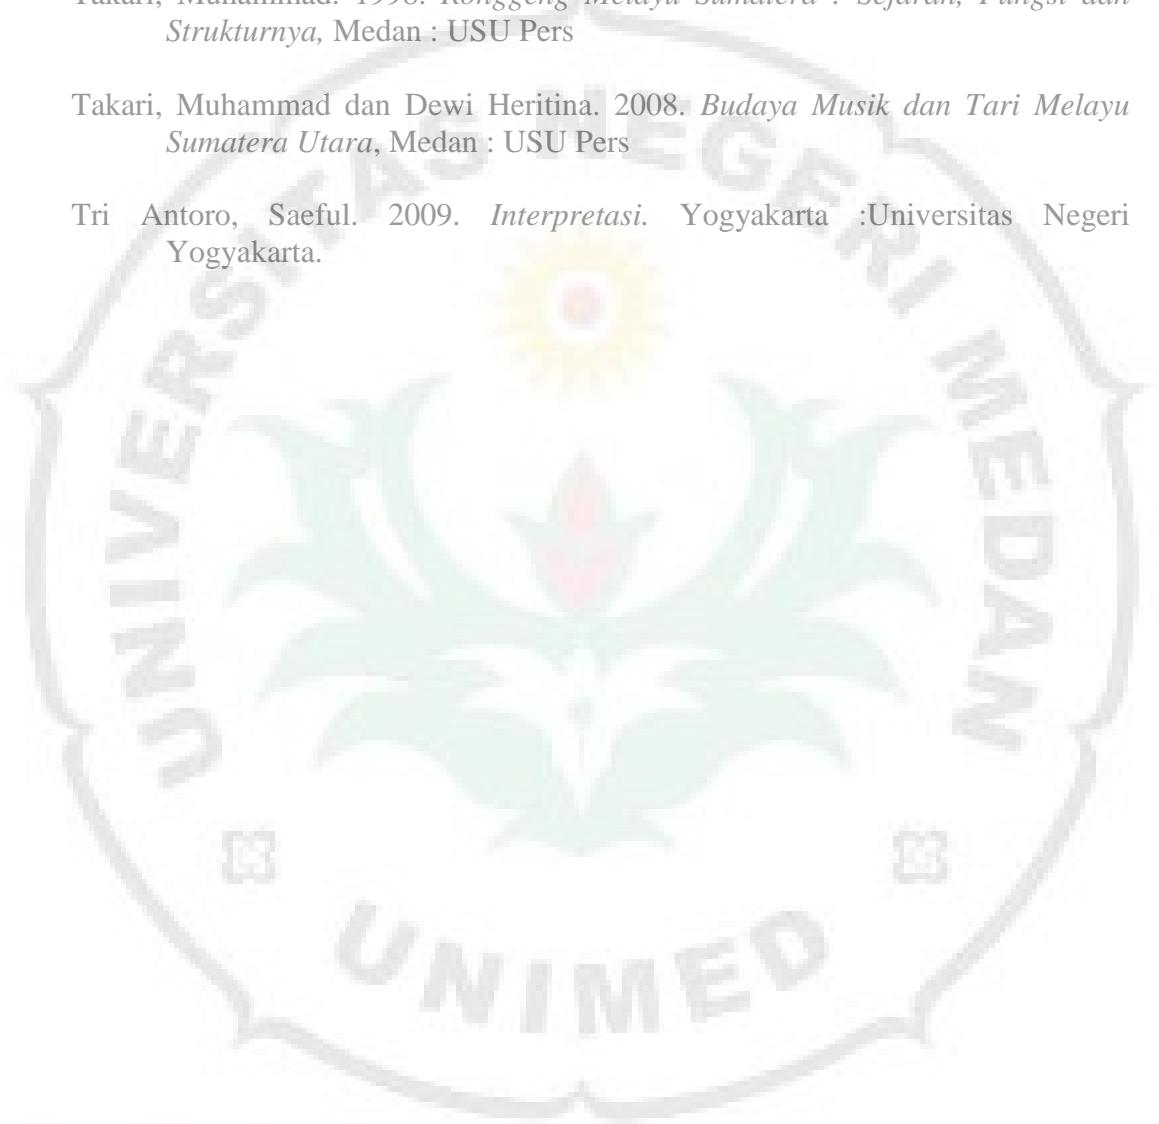 Takari, Muhammad. 1998. Ronggeng Melayu Sumatera : Sejarah, Fungsi dan
Strukturnya, Medan : USU Pers
Takari, Muhammad dan Dewi Heritina. 2008. Budaya Musik dan Tari Melayu
Sumatera Utara, Medan : USU Pers
Tri Antoro, Saeful. 2009. Interpretasi. Yogyakarta :Universitas Negeri
Yogyakarta.
UNIVERSITAS NEGERI MEDAN
UNIMED